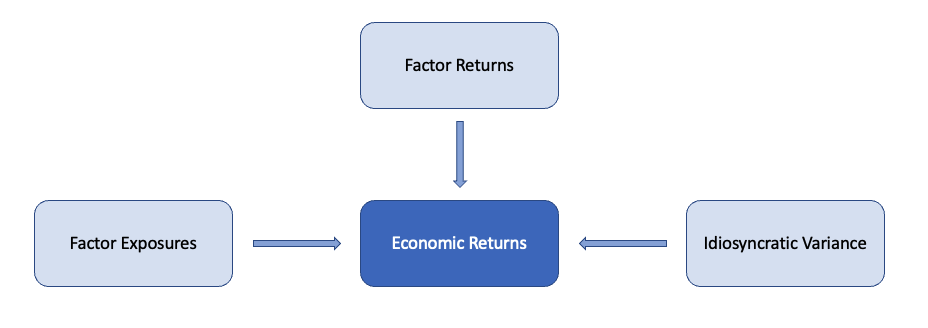 Factor Returns
Factor Exposures
Economic Returns
Idiosyncratic Variance